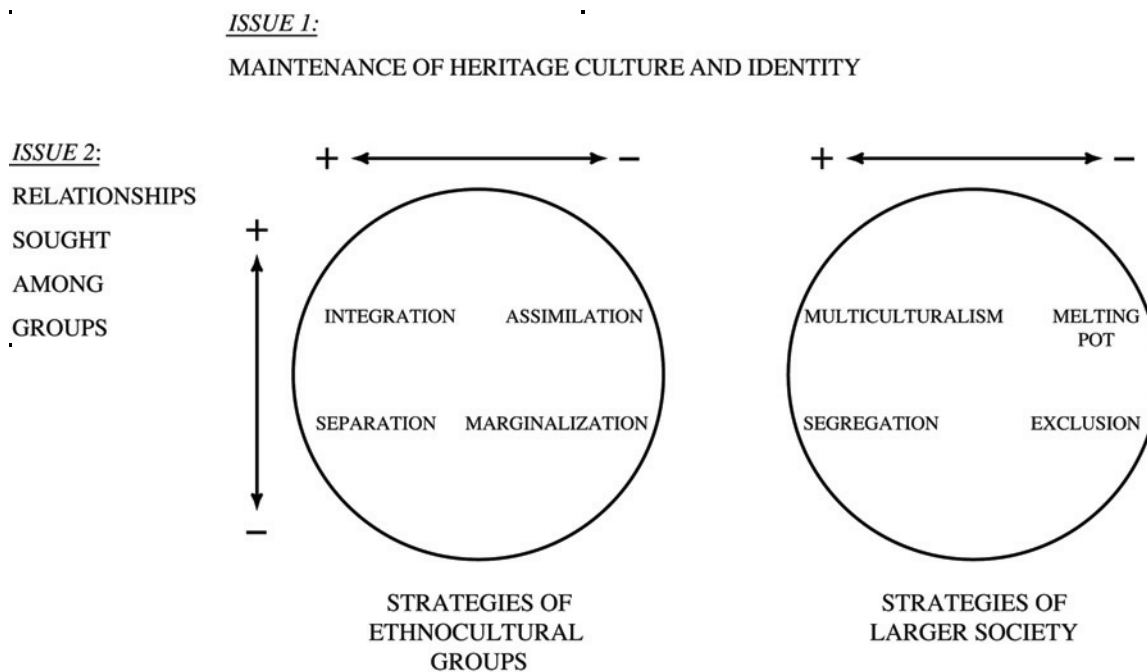 ISSUE 1:
MAINTENANCE OF HERITAGE CULTURE AND IDENTITY
ISSUE 2:
RELATIONSHIPS
SOUGHT
AMONG
GROUPS
+ −
+ −
+
−
INTEGRATION ASSIMILATION
SEPARATION MARGINALIZATION
STRATEGIES OF
ETHNOCULTURAL
GROUPS
MULTICULTURALISM MELTING
POT
SEGREGATION EXCLUSION
STRATEGIES OF
LARGER SOCIETY